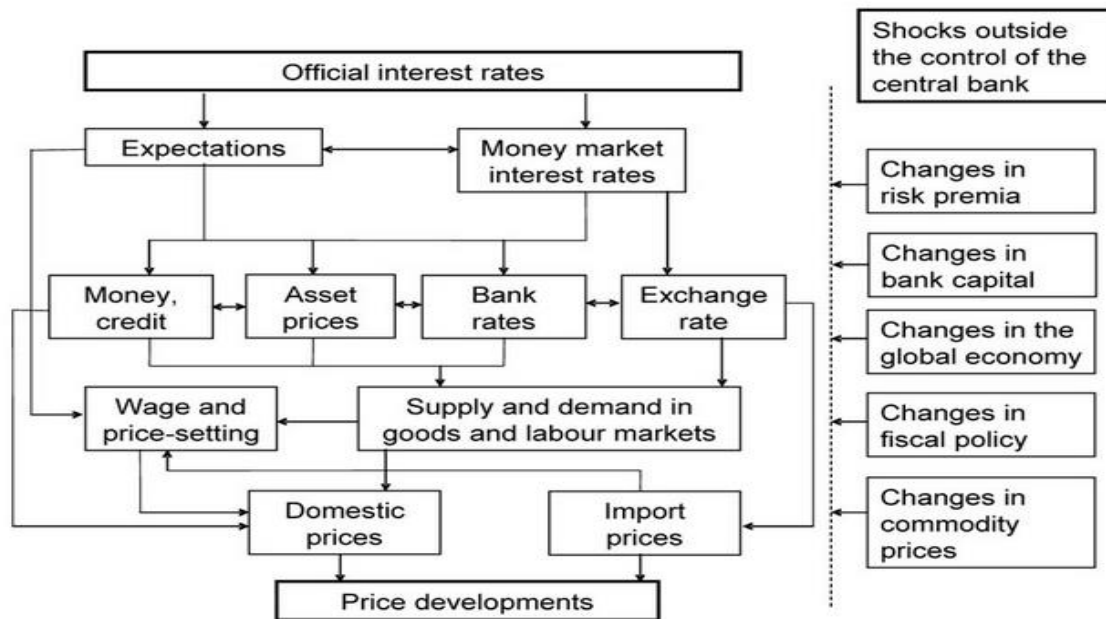 Official interest rates
Shocks outside
the control of the
central bank
Expectations
Money market
interest rates
Changes in
risk premia
Changes in
bank capital
Money,
credit
Asset
prices
Bank
rates
Exchange
rate
Changes in the
global economy
Wage and
price-setting
Supply and demand in
goods and labour markets
Changes in
fiscal policy
Domestic
prices
Import
prices
Changes in
commodity
prices
Price developments